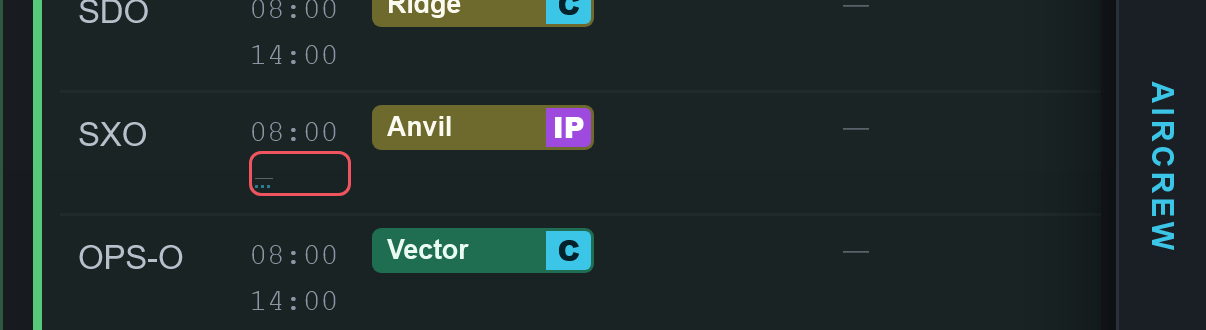 SDO 08:00 Ridge C —
14:00
SXO 08:00 Anvil IP —
—
OPS-O 08:00 Vector C —
14:00
AIRCREW